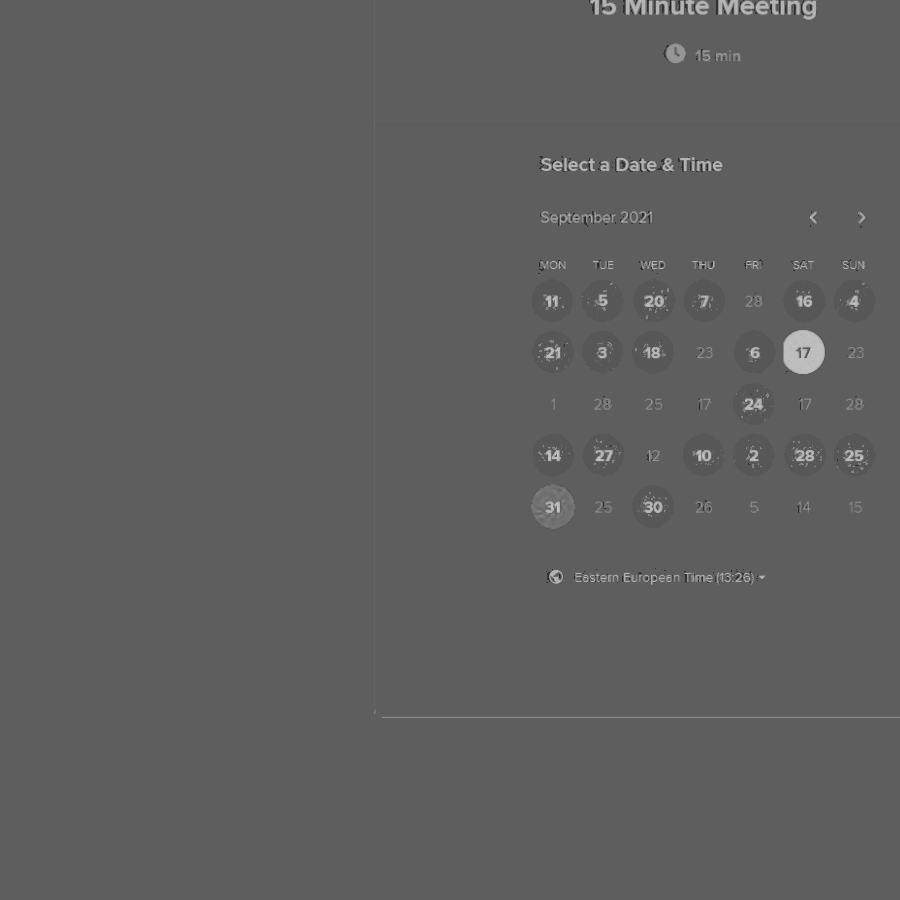 15 Minute Meeting
15 min
Select a Date & Time
September 2021
MON TUE WED THU FRI SAT SUN
11 5 20 7 28 16 4
21 3 18 23 6 17 23
1 28 25 17 24 17 28
14 27 12 10 2 28 25
31 25 30 26 5 14 15
Eastern European Time (13:26)